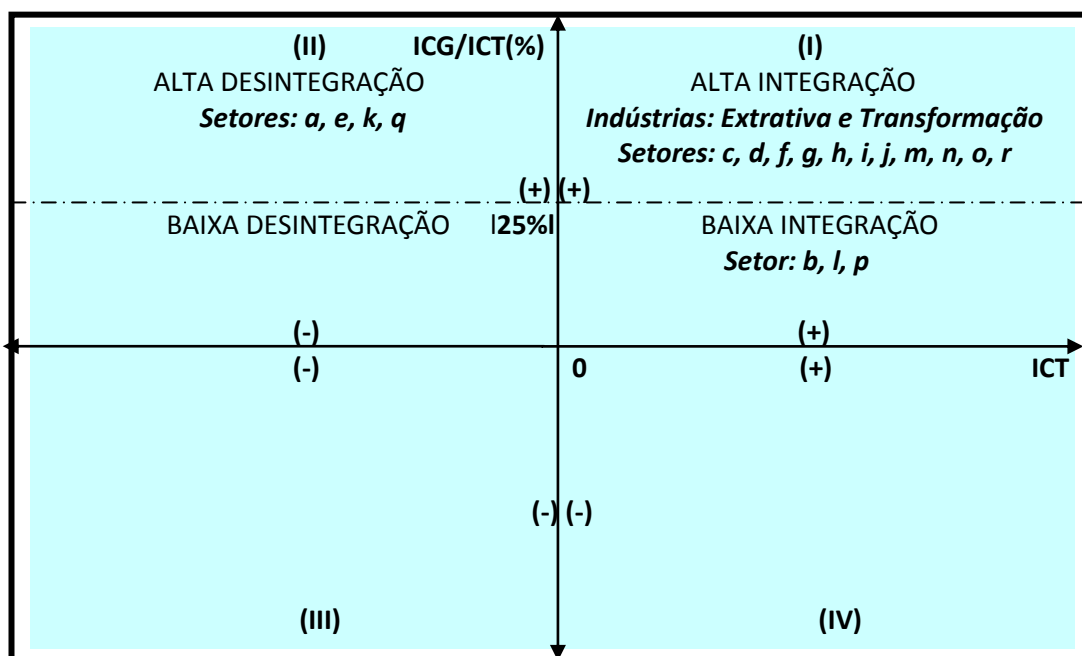 (II) ICG/ICT(%) (I)
ALTA DESINTEGRAÇÃO ALTA INTEGRAÇÃO
Setores: a, e, k, q Indústrias: Extrativa e Transformação
Setores: c, d, f, g, h, i, j, m, n, o, r
(+) (+)
BAIXA DESINTEGRAÇÃO l25%l BAIXA INTEGRAÇÃO
Setor: b, l, p
(-) (+)
(-) 0 (+) ICT
(-) (-)
(III) (IV)